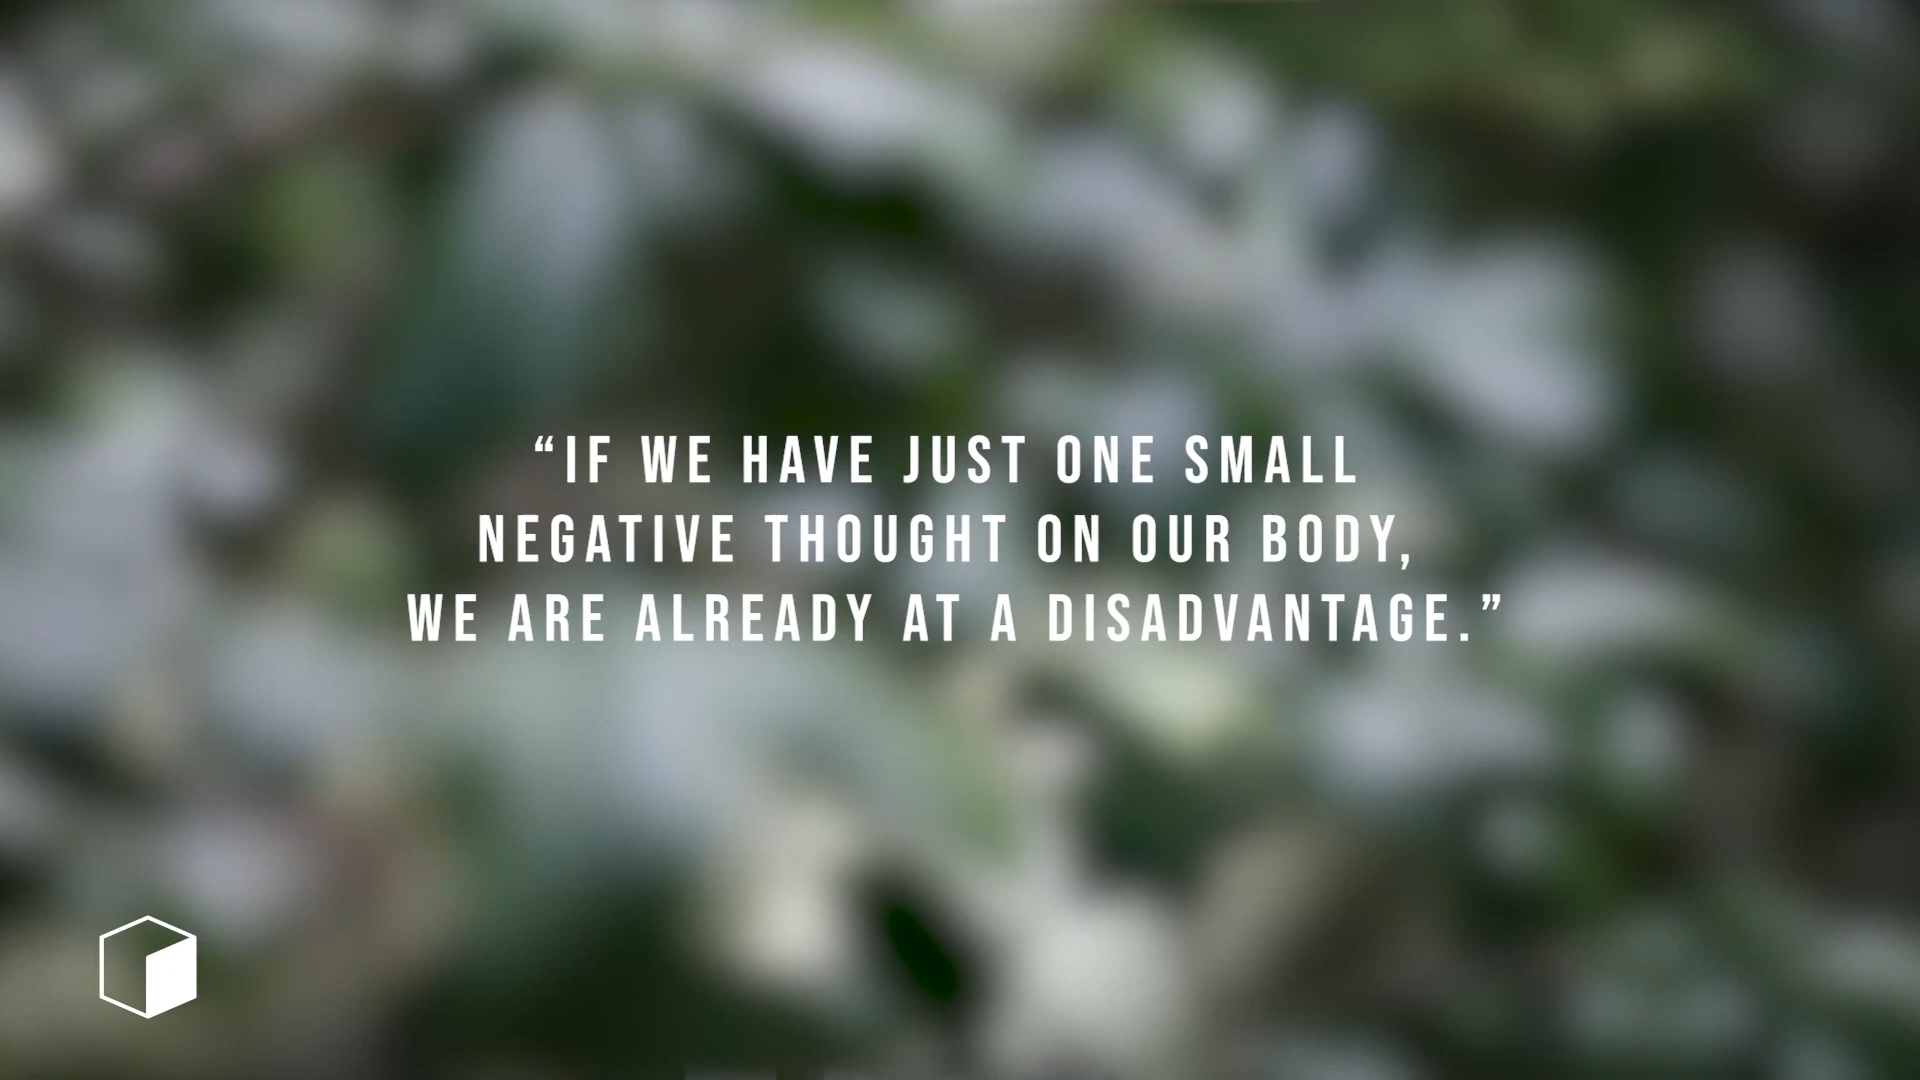 “IF WE HAVE JUST ONE SMALL
NEGATIVE THOUGHT ON OUR BODY,
WE ARE ALREADY AT A DISADVANTAGE.”